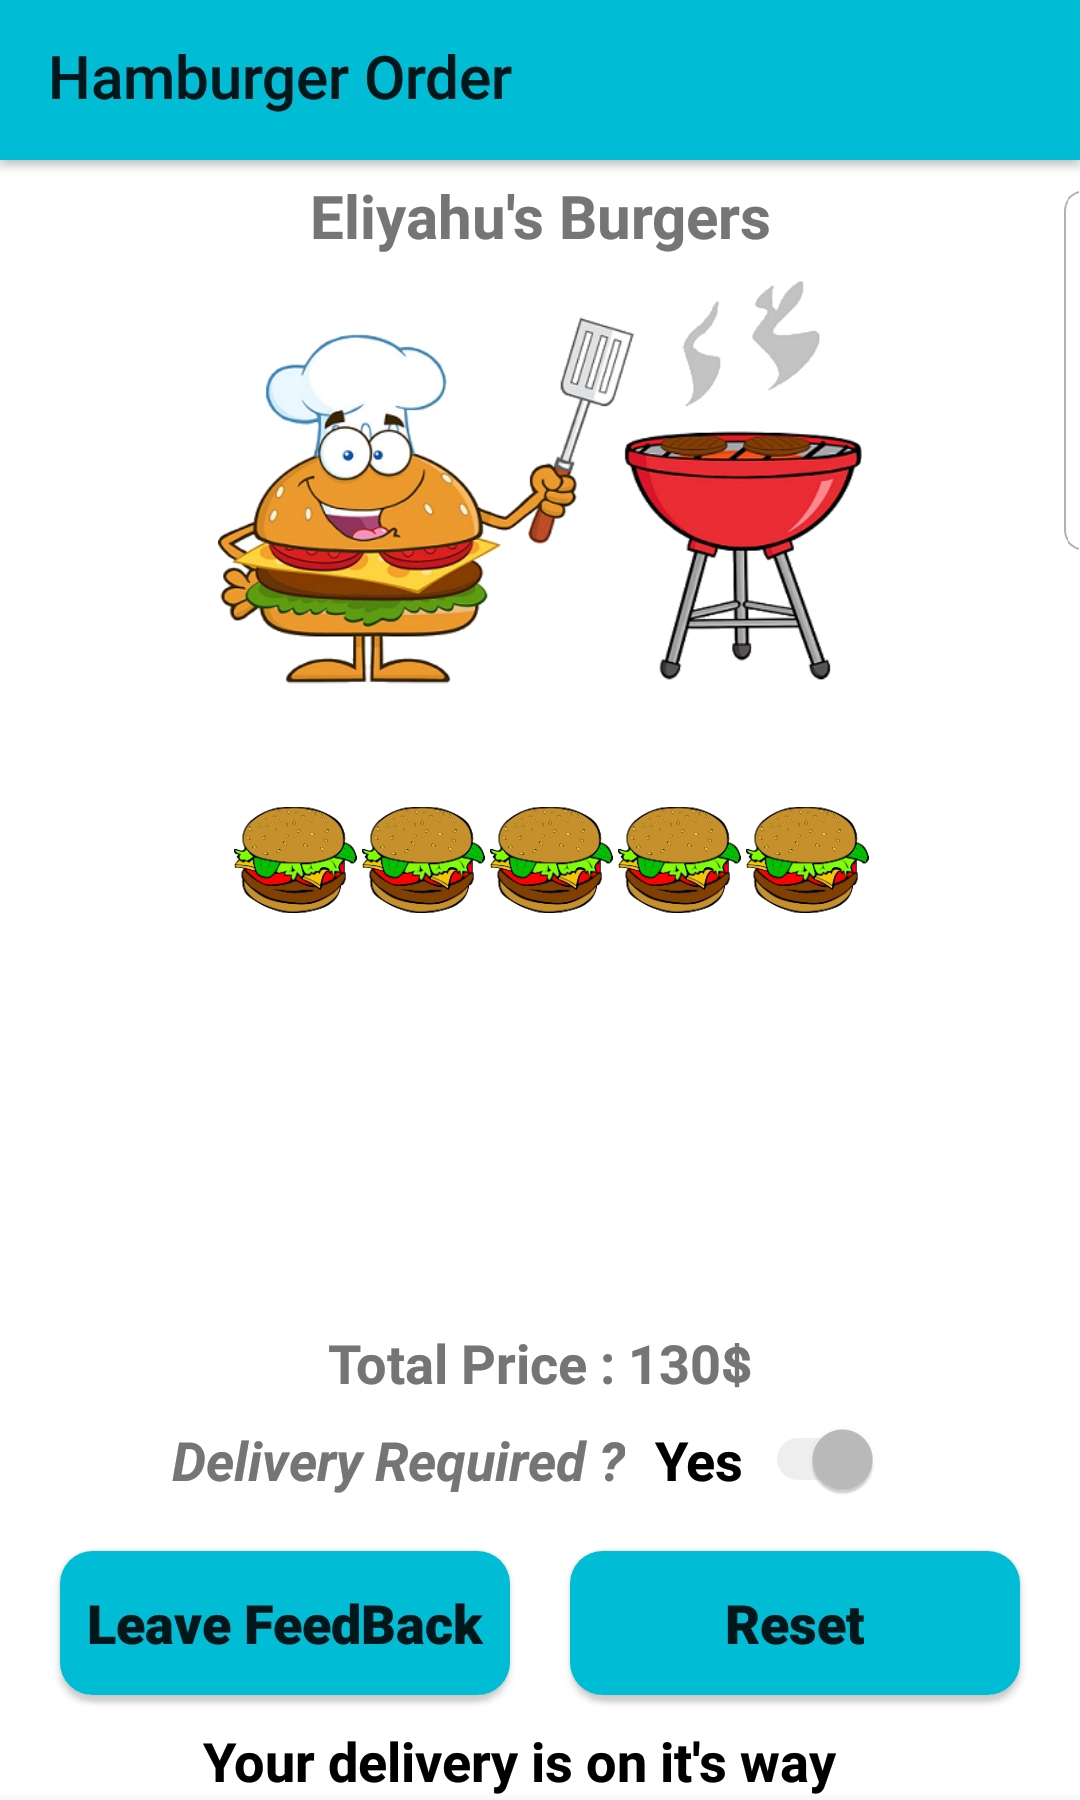 Hamburger Order
Eliyahu's Burgers
Total Price : 130$
Delivery Required ? Yes
Leave FeedBack Reset
Your delivery is on it's way